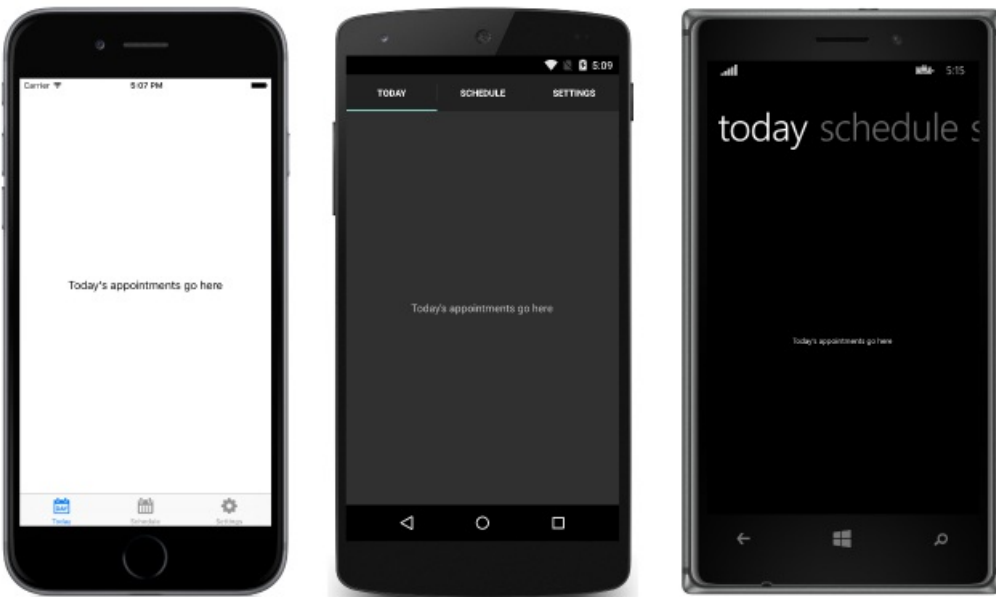 Carrier 5:07 PM
Today's appointments go here
DAY
Today Schedule Settings
5:09
TODAY SCHEDULE SETTINGS
Today's appointments go here
5:15
today schedule s
Today's appointments go here